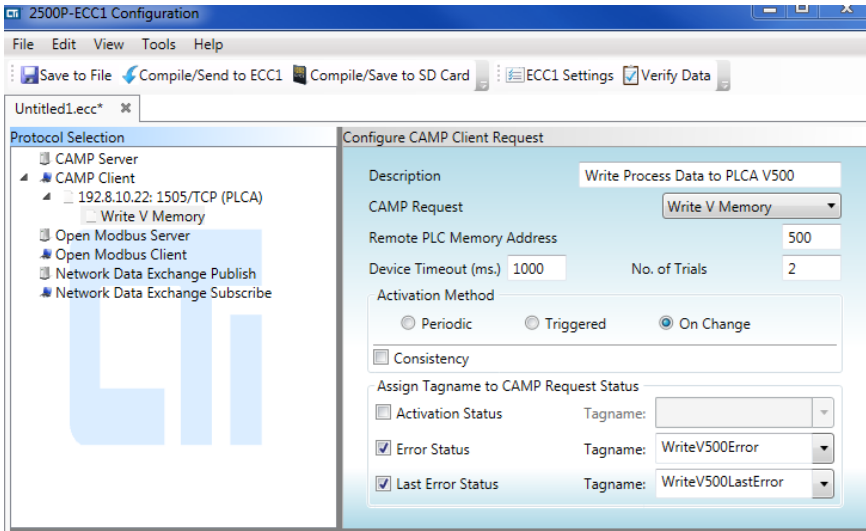 CTI 2500P-ECC1 Configuration
File Edit View Tools Help
Save to File Compile/Send to ECC1 Compile/Save to SD Card ECC1 Settings Verify Data
Untitled1.ecc*
Protocol Selection
CAMP Server
CAMP Client
192.8.10.22: 1505/TCP (PLCA)
Write V Memory
Open Modbus Server
Open Modbus Client
Network Data Exchange Publish
Network Data Exchange Subscribe
CTI
Configure CAMP Client Request
Description Write Process Data to PLCA V500
CAMP Request Write V Memory
Remote PLC Memory Address 500
Device Timeout (ms.) 1000 No. of Trials 2
Activation Method
Periodic Triggered On Change
Consistency
Assign Tagname to CAMP Request Status
Activation Status Tagname:
Error Status Tagname: WriteV500Error
Last Error Status Tagname: WriteV500LastError